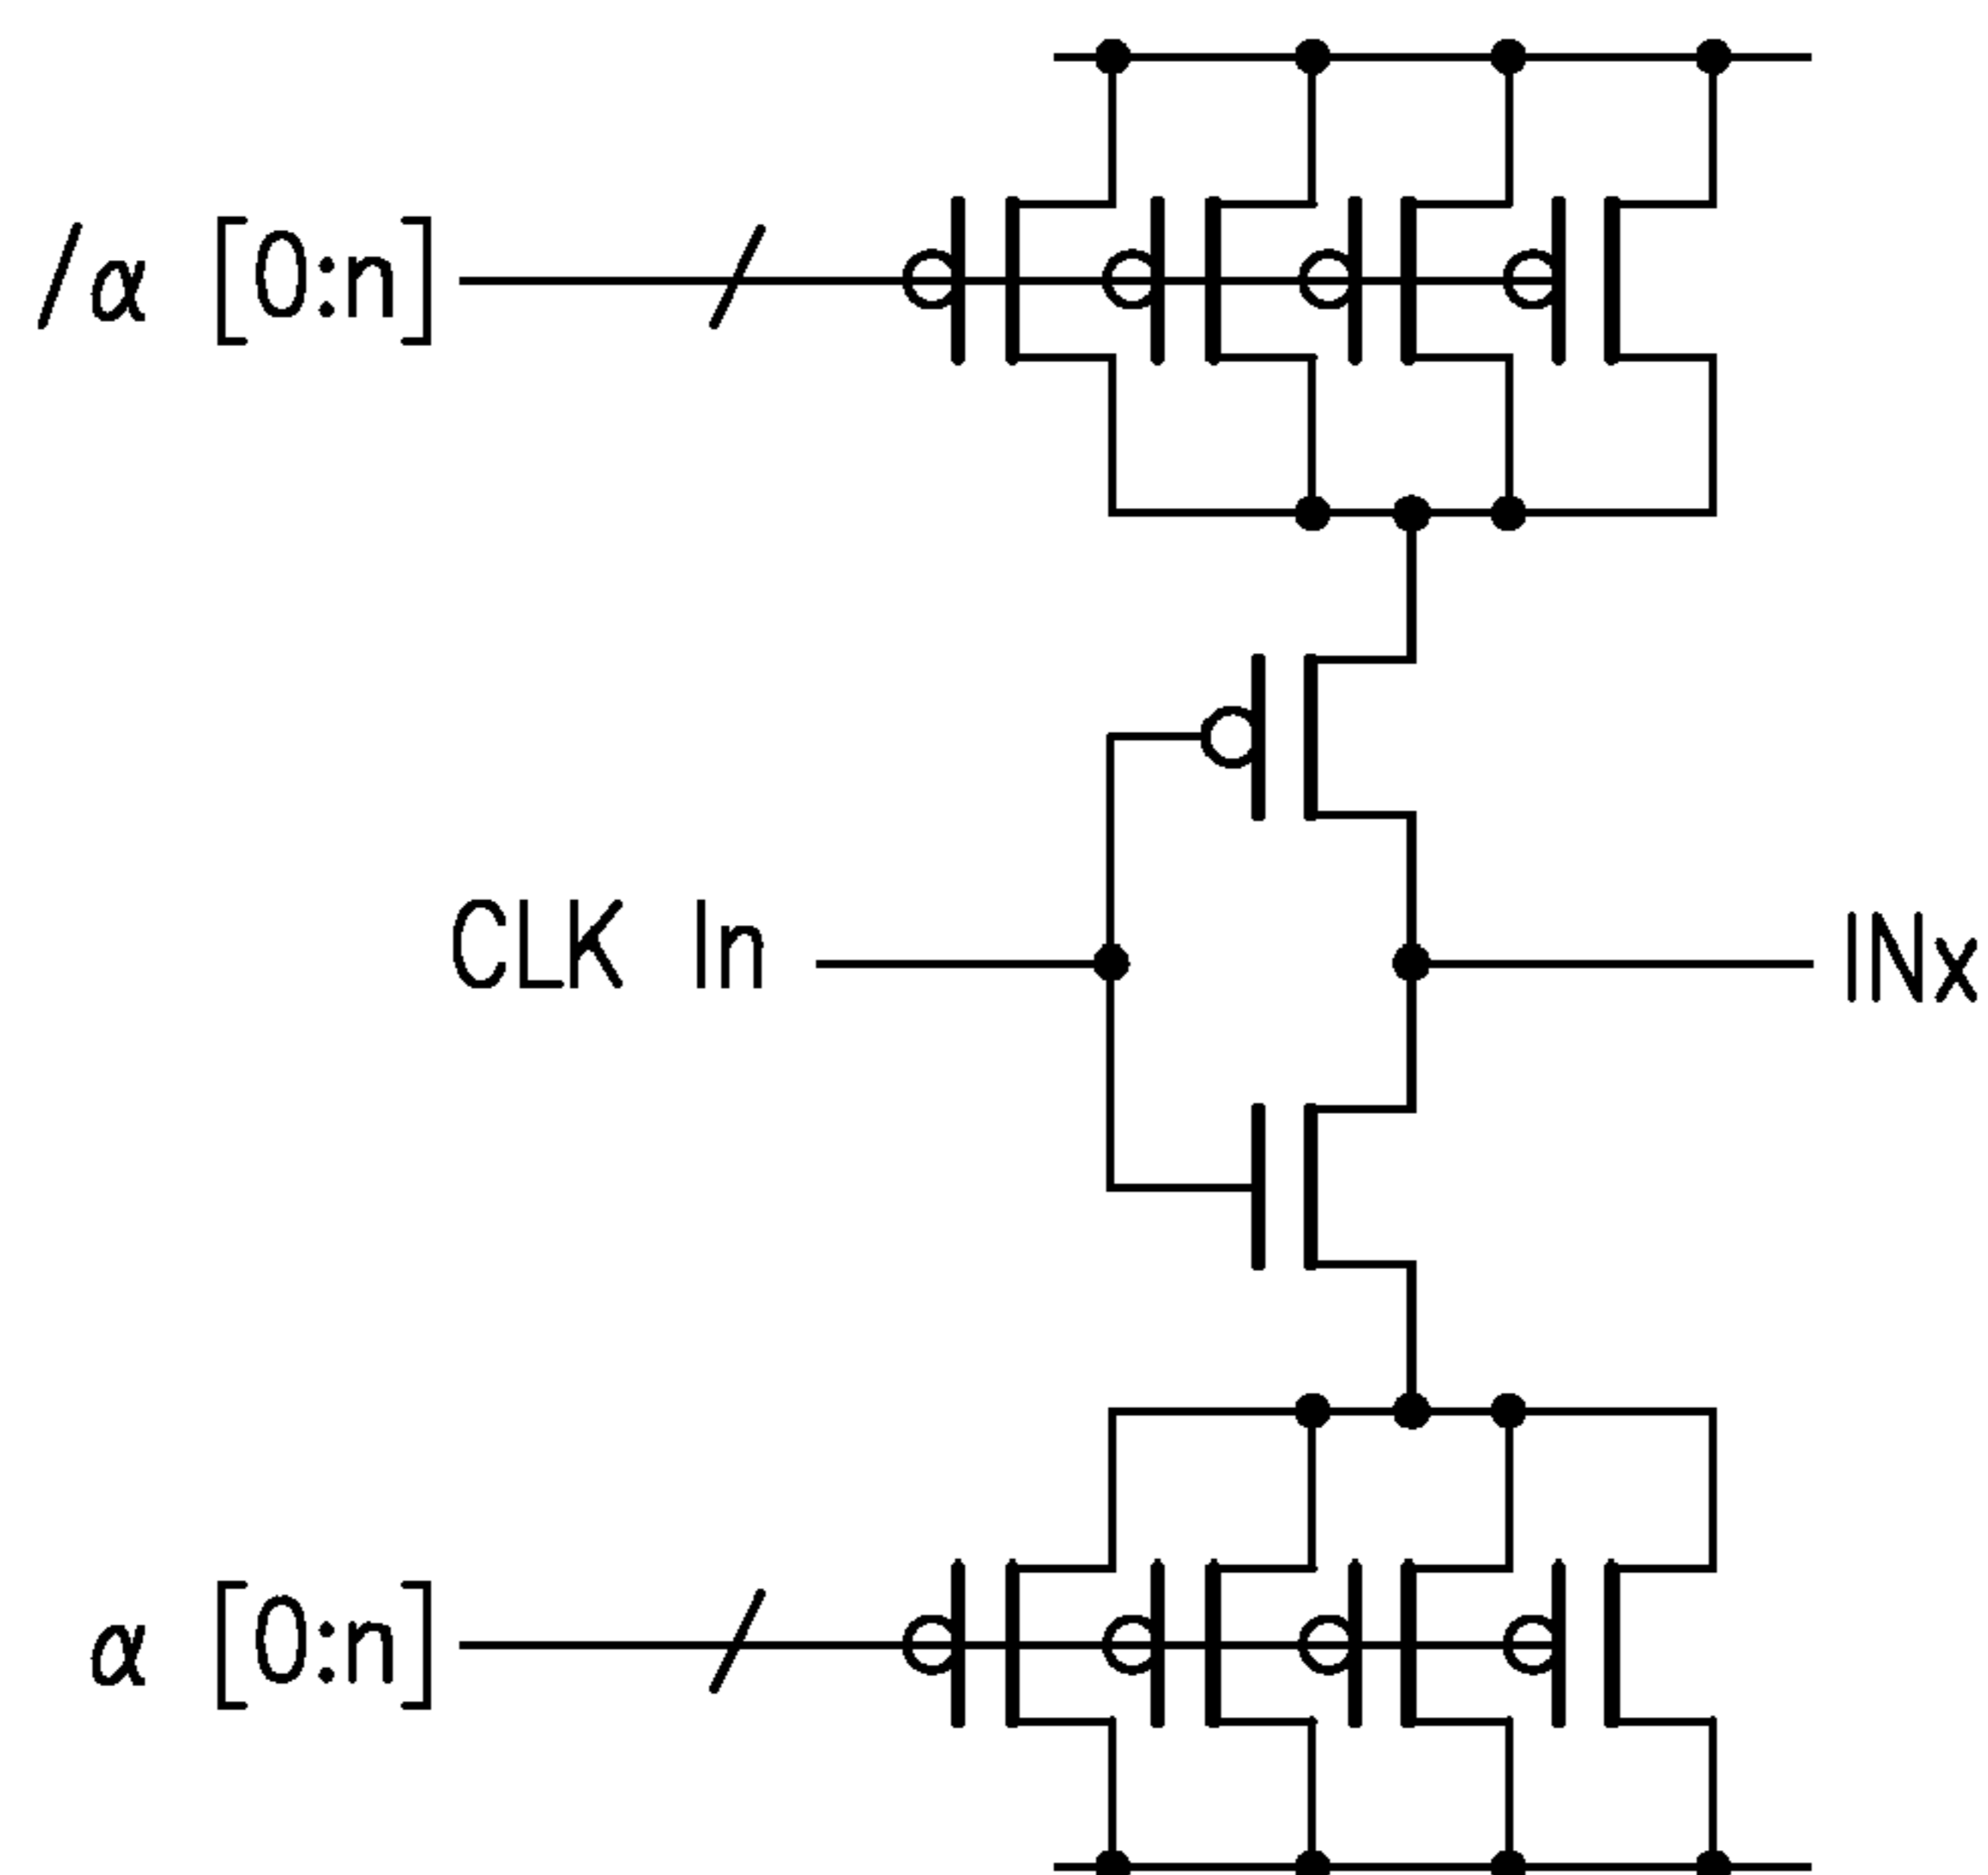 /α [0:n]
CLK In
INx
α [0:n]